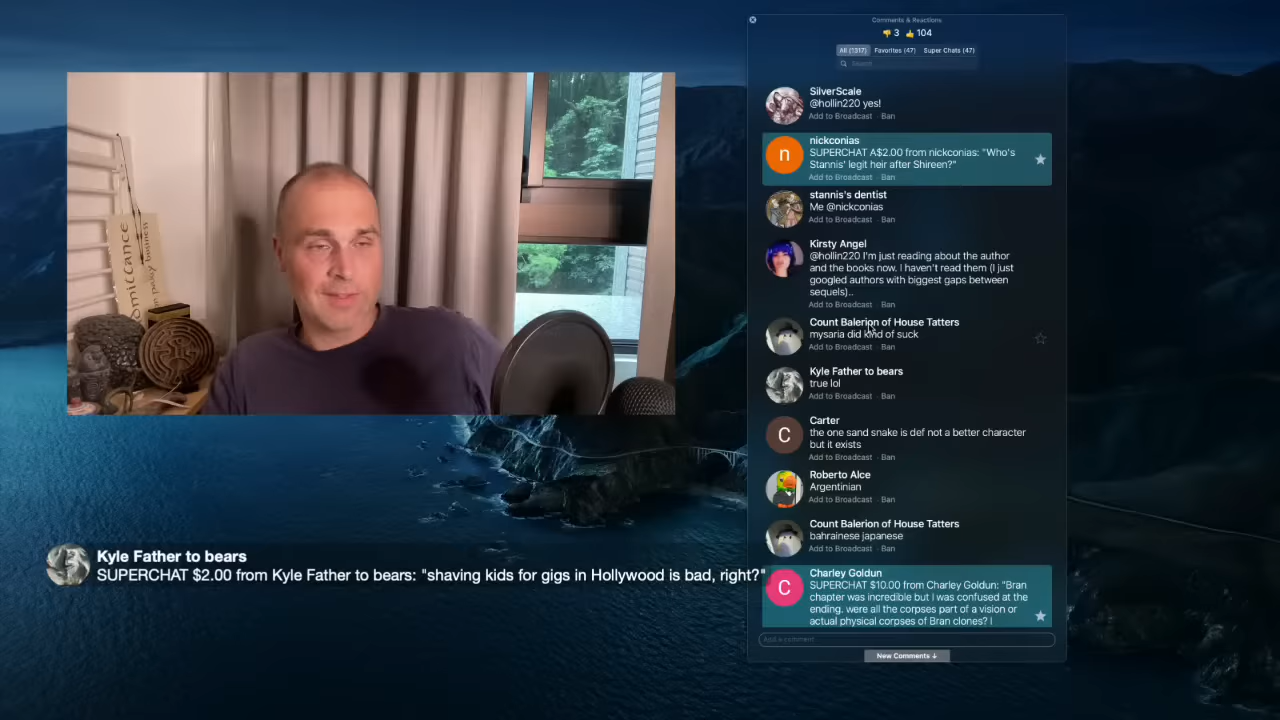 Comments & Reactions
👎 3 👍 104
All (1317) Favorites (47) Super Chats (47)
Search
SilverScale
@hollin220 yes!
Add to Broadcast · Ban
n
nickconias
SUPERCHAT A$2.00 from nickconias: "Who's
Stannis' legit heir after Shireen?"
Add to Broadcast · Ban
stannis's dentist
Me @nickconias
Add to Broadcast · Ban
Kirsty Angel
@hollin220 I'm just reading about the author
and the books now. I haven't read them (I just
googled authors with biggest gaps between
sequels)..
Add to Broadcast · Ban
Count Balerion of House Tatters
mysaria did kind of suck
Add to Broadcast · Ban
Kyle Father to bears
true lol
Add to Broadcast · Ban
C
Carter
the one sand snake is def not a better character
but it exists
Add to Broadcast · Ban
Roberto Alce
Argentinian
Add to Broadcast · Ban
Count Balerion of House Tatters
bahrainese japanese
Add to Broadcast · Ban
C
Charley Goldun
SUPERCHAT $10.00 from Charley Goldun: "Bran
chapter was incredible but I was confused at the
ending. were all the corpses part of a vision or
actual physical corpses of Bran clones? I
Add a comment
New Comments ↓
Kyle Father to bears
SUPERCHAT $2.00 from Kyle Father to bears: "shaving kids for gigs in Hollywood is bad, right?"